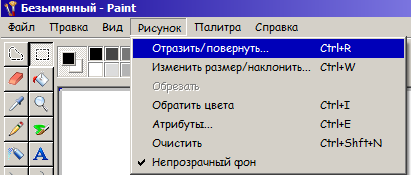 Безымянный - Paint
Файл Правка Вид Рисунок Палитра Справка
Отразить/повернуть... Ctrl+R
Изменить размер/наклонить... Ctrl+W
Обрезать
Обратить цвета Ctrl+I
Атрибуты... Ctrl+E
Очистить Ctrl+Shft+N
Непрозрачный фон
A